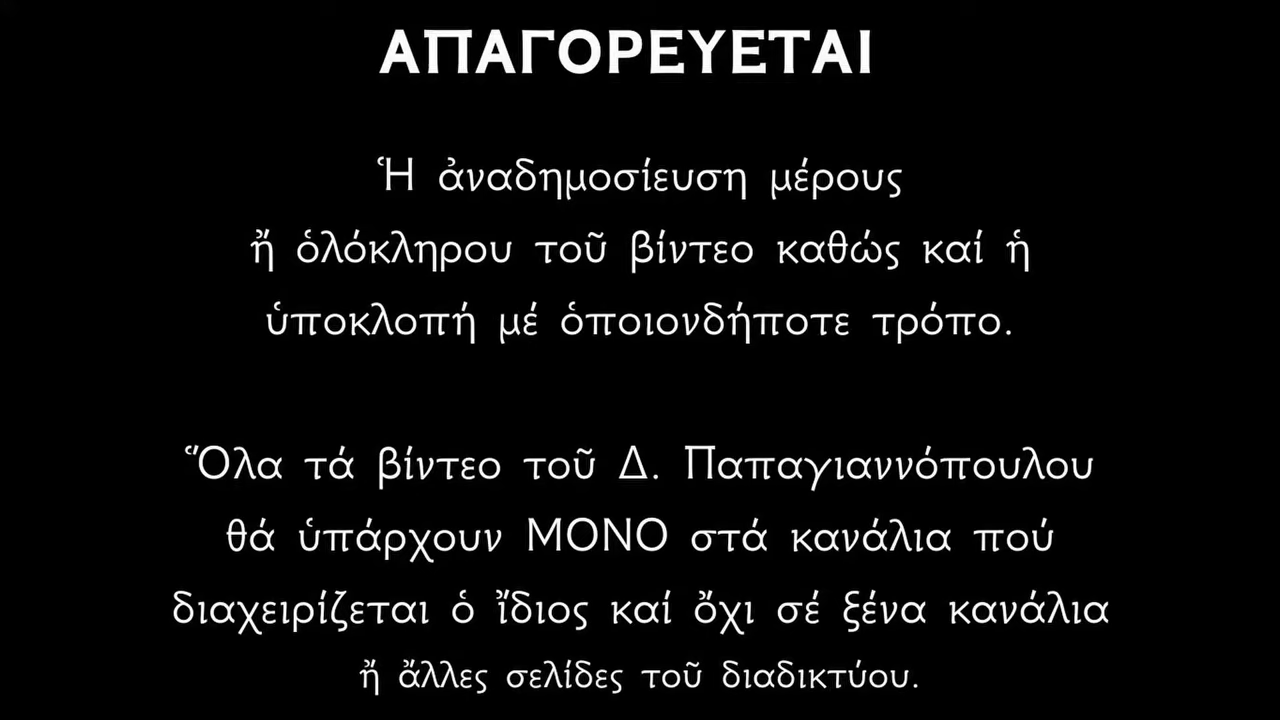 ΑΠΑΓΟΡΕΥΕΤΑΙ
Ἡ ἀναδημοσίευση μέρους
ἤ ὁλόκληρου τοῦ βίντεο καθώς καί ἡ
ὑποκλοπή μέ ὁποιονδήποτε τρόπο.
Ὅλα τά βίντεο τοῦ Δ. Παπαγιαννόπουλου
θά ὑπάρχουν ΜΟΝΟ στά κανάλια πού
διαχειρίζεται ὁ ἴδιος καί ὄχι σέ ξένα κανάλια
ἤ ἄλλες σελίδες τοῦ διαδικτύου.